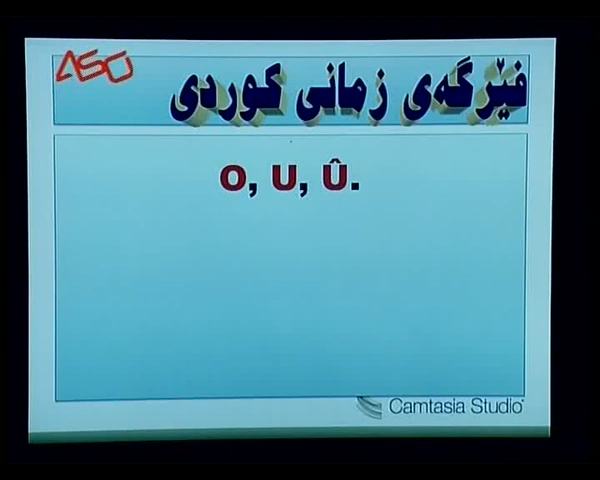 ASO
فێرگەی زمانی کوردی
O, U, Û.
Camtasia Studio